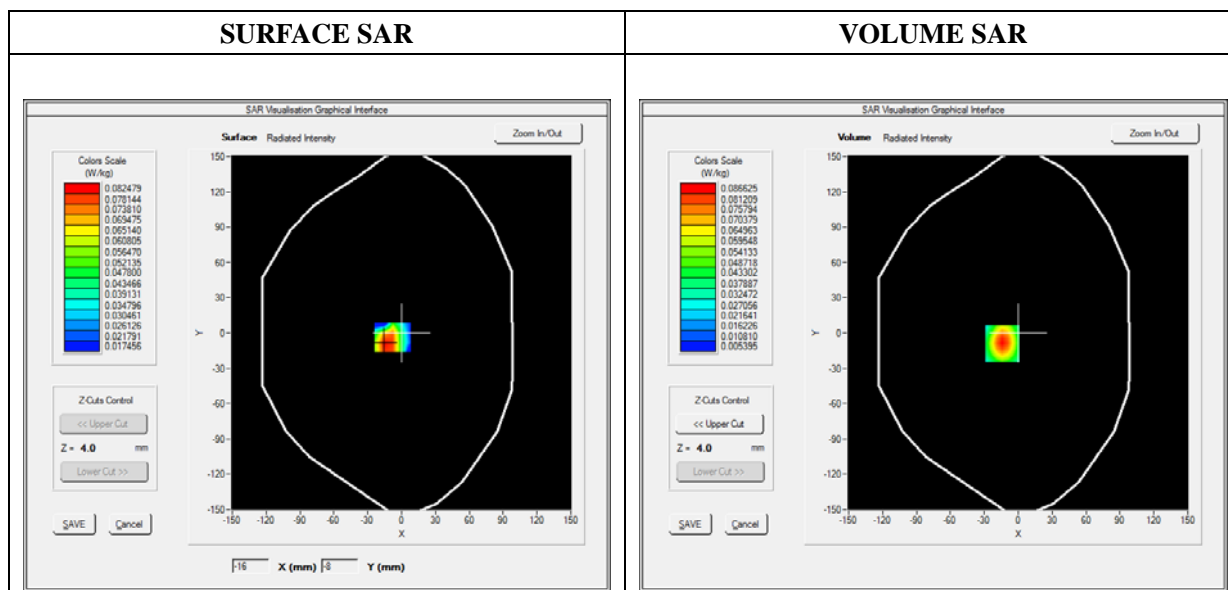 SURFACE SAR
VOLUME SAR
SAR Visualisation Graphical Interface
Surface Radiated Intensity
Zoom In/Out
Colors Scale
(W/kg)
0.082479
0.078144
0.073810
0.069475
0.065140
0.060805
0.056470
0.052135
0.047800
0.043466
0.039131
0.034796
0.030461
0.026126
0.021791
0.017456
150
120
90
60
30
0
-30
-60
-90
-120
-150
Y
-150 -120 -90 -60 -30 0 30 60 90 120 150
X
Z-Cuts Control
<< Upper Cut
Z = 4.0 mm
Lower Cut >>
SAVE Cancel
-16 X (mm) -8 Y (mm)
SAR Visualisation Graphical Interface
Volume Radiated Intensity
Zoom In/Out
Colors Scale
(W/kg)
0.086625
0.081209
0.075794
0.070379
0.064963
0.059548
0.054133
0.048718
0.043302
0.037887
0.032472
0.027056
0.021641
0.016226
0.010810
0.005395
150
120
90
60
30
0
-30
-60
-90
-120
-150
Y
-150 -120 -90 -60 -30 0 30 60 90 120 150
X
Z-Cuts Control
<< Upper Cut
Z = 4.0 mm
Lower Cut >>
SAVE Cancel